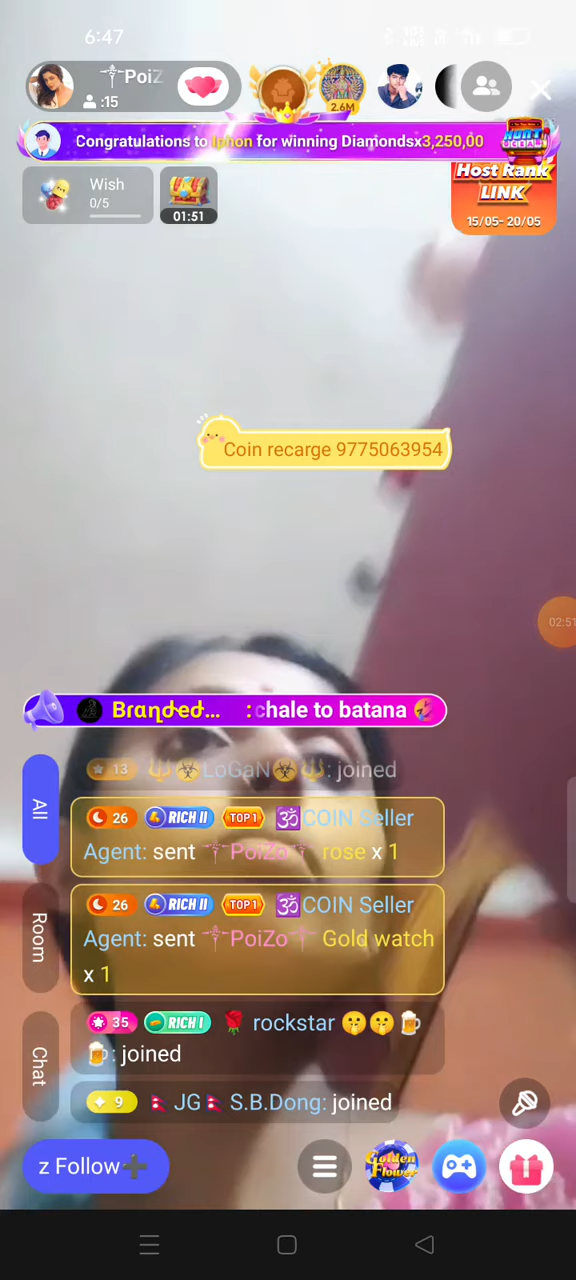 6:47
PoiZ
:15
2.6M
Congratulations to Iphon for winning Diamondsx3,250,00
Wish
0/5
01:51
HUNT
Host Rank
LINK
15/05- 20/05
Coin recarge 9775063954
02:51
Branded... :chale to batana
All
13 LoGaN: joined
26 RICH II TOP1 ॐCOIN Seller
Agent: sent PoiZo rose x 1
Room
26 RICH II TOP1 ॐCOIN Seller
Agent: sent PoiZo Gold watch
x 1
Chat
35 RICH I rockstar
: joined
9 JG S.B.Dong: joined
z Follow
Golden
Flower